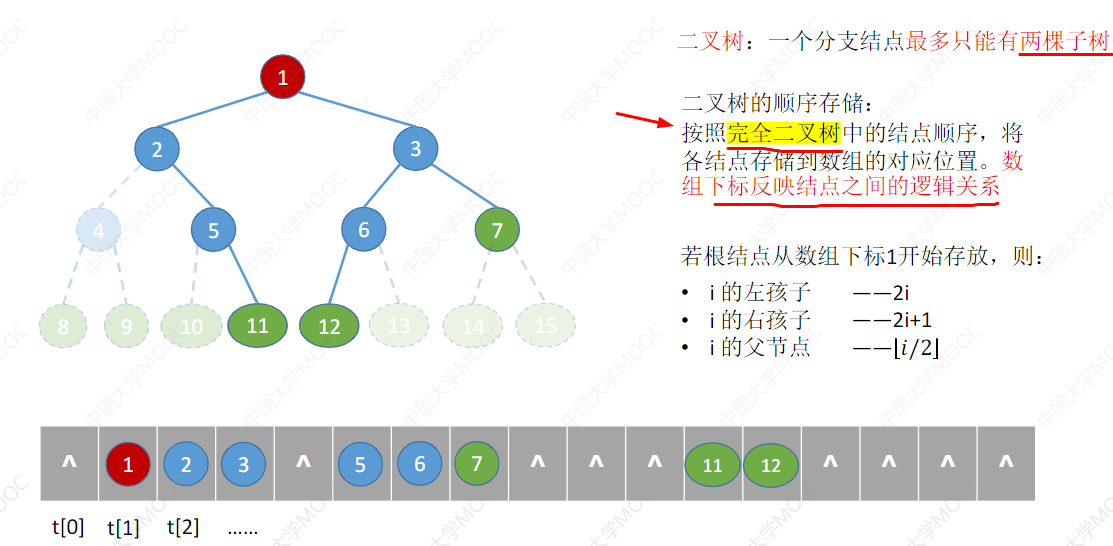 二叉树：一个分支结点最多只能有两棵子树
二叉树的顺序存储：
按照完全二叉树中的结点顺序，将
各结点存储到数组的对应位置。数
组下标反映结点之间的逻辑关系
若根结点从数组下标1开始存放，则：
• i 的左孩子 ——2i
• i 的右孩子 ——2i+1
• i 的父节点 ——⌊i/2⌋
1
2 3
4 5 6 7
8 9 10 11 12 13 14 15
^ 1 2 3 ^ 5 6 7 ^ ^ ^ 11 12 ^ ^ ^ ^
t[0] t[1] t[2] ……
中国大学MOOC